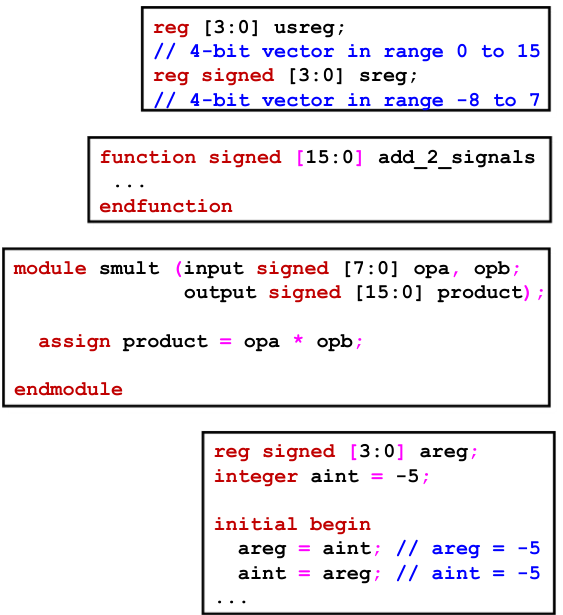 reg [3:0] usreg;
// 4-bit vector in range 0 to 15
reg signed [3:0] sreg;
// 4-bit vector in range -8 to 7
function signed [15:0] add_2_signals
...
endfunction
module smult (input signed [7:0] opa, opb;
output signed [15:0] product);
assign product = opa * opb;
endmodule
reg signed [3:0] areg;
integer aint = -5;
initial begin
areg = aint; // areg = -5
aint = areg; // aint = -5
...